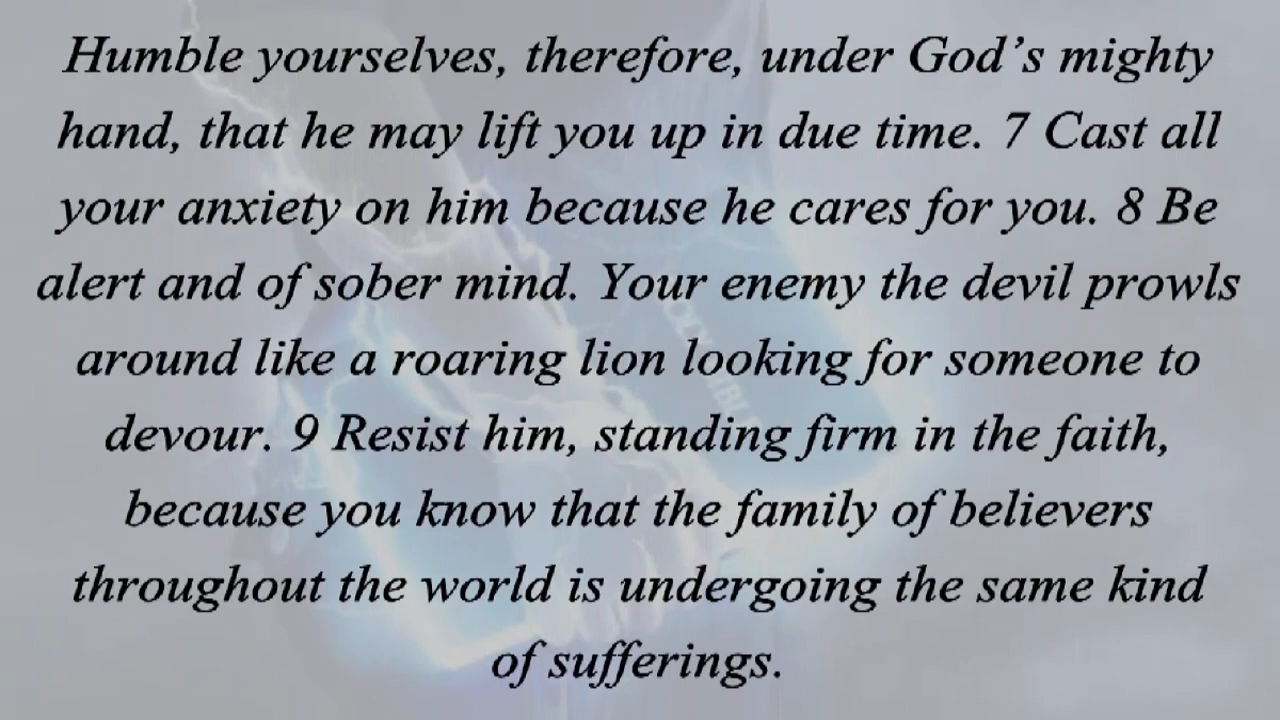 Humble yourselves, therefore, under God’s mighty
hand, that he may lift you up in due time. 7 Cast all
your anxiety on him because he cares for you. 8 Be
alert and of sober mind. Your enemy the devil prowls
around like a roaring lion looking for someone to
devour. 9 Resist him, standing firm in the faith,
because you know that the family of believers
throughout the world is undergoing the same kind
of sufferings.